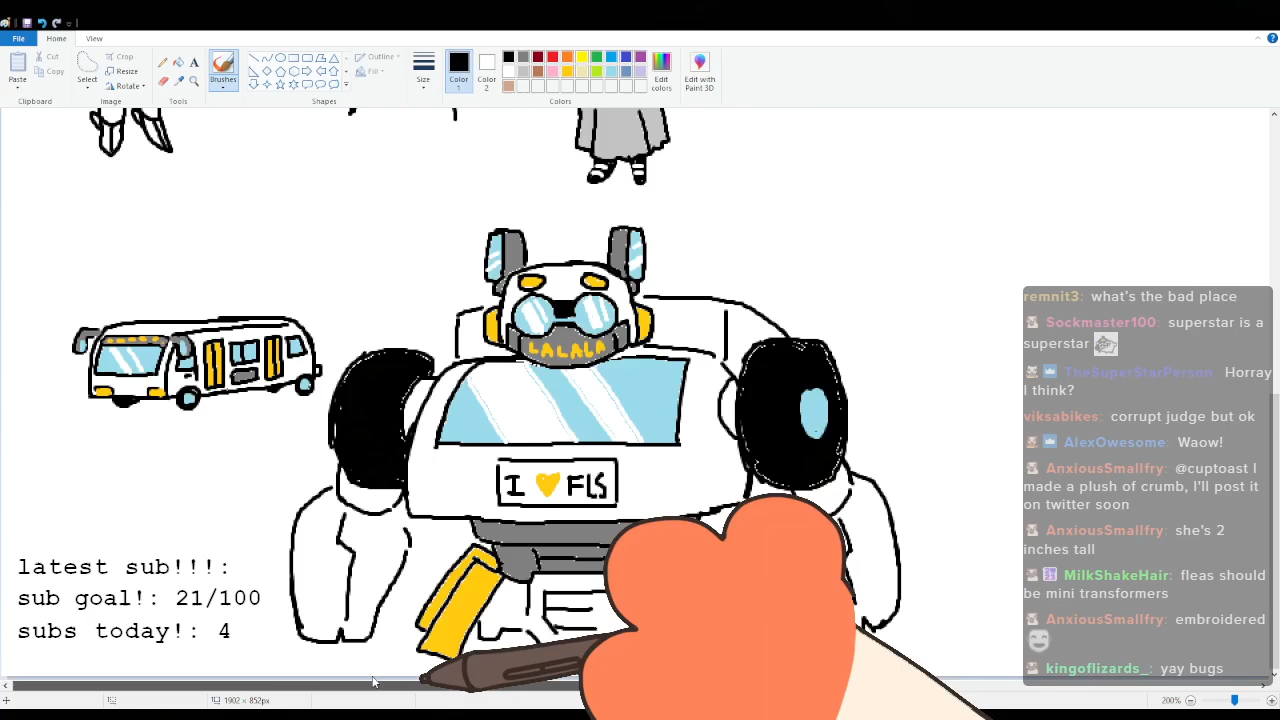 File Home View
Paste
Cut
Copy
Clipboard
Select
Crop
Resize
Rotate
Image
A
Tools
Brushes
Shapes
Outline
Fill
Size
Color 1
Color 2
Colors
Edit colors
Edit with Paint 3D
LALALA
I FLS
latest sub!!!:
sub goal!: 21/100
subs today!: 4
remnit3: what's the bad place
Sockmaster100: superstar is a
superstar
TheSuperStarPerson: Horray
I think?
viksabikes: corrupt judge but ok
AlexOwesome: Waow!
AnxiousSmallfry: @cuptoast I
made a plush of crumb, I'll post it
on twitter soon
AnxiousSmallfry: she's 2
inches tall
MilkShakeHair: fleas should
be mini transformers
AnxiousSmallfry: embroidered
kingoflizards_: yay bugs
1902 × 852px
200%